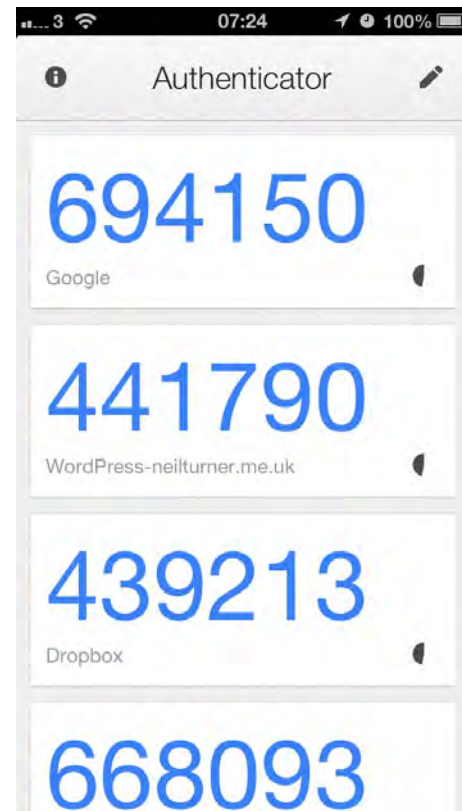 ...3 07:24 100%
Authenticator
694150
Google
441790
WordPress-neilturner.me.uk
439213
Dropbox
668093